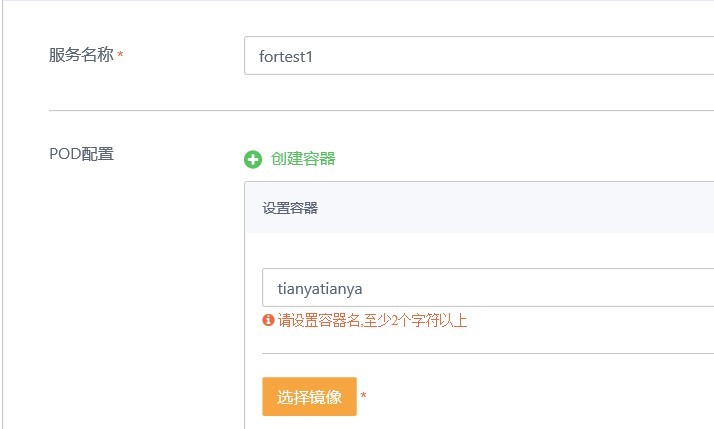 服务名称 *
fortest1
POD配置
创建容器
设置容器
tianyatianya
请设置容器名,至少2个字符以上
选择镜像 *